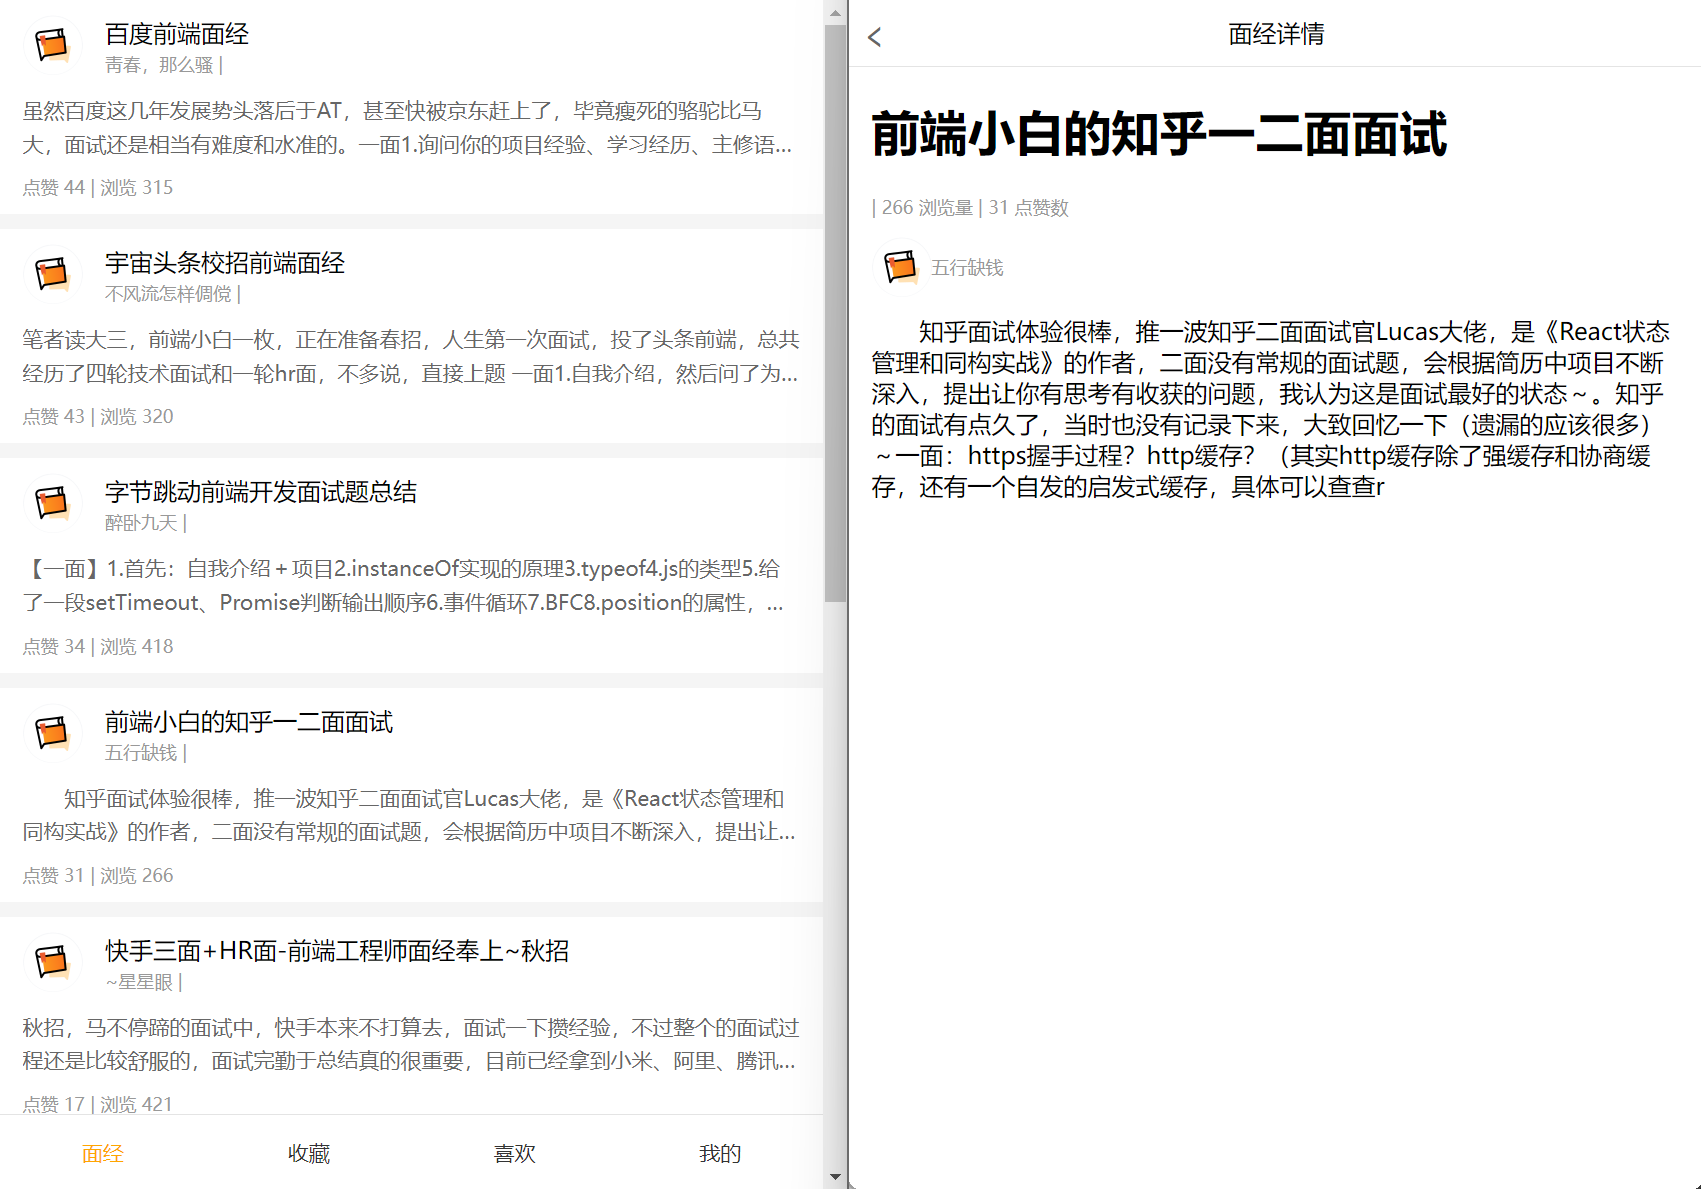 百度前端面经
靑春，那么骚 |
虽然百度这几年发展势头落后于AT，甚至快被京东赶上了，毕竟瘦死的骆驼比马
大，面试还是相当有难度和水准的。一面1.询问你的项目经验、学习经历、主修语...
点赞 44 | 浏览 315
宇宙头条校招前端面经
不风流怎样倜傥 |
笔者读大三，前端小白一枚，正在准备春招，人生第一次面试，投了头条前端，总共
经历了四轮技术面试和一轮hr面，不多说，直接上题 一面1.自我介绍，然后问了为...
点赞 43 | 浏览 320
字节跳动前端开发面试题总结
醉卧九天 |
【一面】1.首先：自我介绍＋项目2.instanceOf实现的原理3.typeof4.js的类型5.给
了一段setTimeout、Promise判断输出顺序6.事件循环7.BFC8.position的属性，...
点赞 34 | 浏览 418
前端小白的知乎一二面面试
五行缺钱 |
知乎面试体验很棒，推一波知乎二面面试官Lucas大佬，是《React状态管理和
同构实战》的作者，二面没有常规的面试题，会根据简历中项目不断深入，提出让...
点赞 31 | 浏览 266
快手三面+HR面-前端工程师面经奉上~秋招
~星星眼 |
秋招，马不停蹄的面试中，快手本来不打算去，面试一下攒经验，不过整个的面试过
程还是比较舒服的，面试完勤于总结真的很重要，目前已经拿到小米、阿里、腾讯...
点赞 17 | 浏览 421
面经 收藏 喜欢 我的
面经详情
前端小白的知乎一二面面试
| 266 浏览量 | 31 点赞数
五行缺钱
知乎面试体验很棒，推一波知乎二面面试官Lucas大佬，是《React状态
管理和同构实战》的作者，二面没有常规的面试题，会根据简历中项目不断
深入，提出让你有思考有收获的问题，我认为这是面试最好的状态～。知乎
的面试有点久了，当时也没有记录下来，大致回忆一下（遗漏的应该很多）
～一面：https握手过程？http缓存？（其实http缓存除了强缓存和协商缓
存，还有一个自发的启发式缓存，具体可以查查r